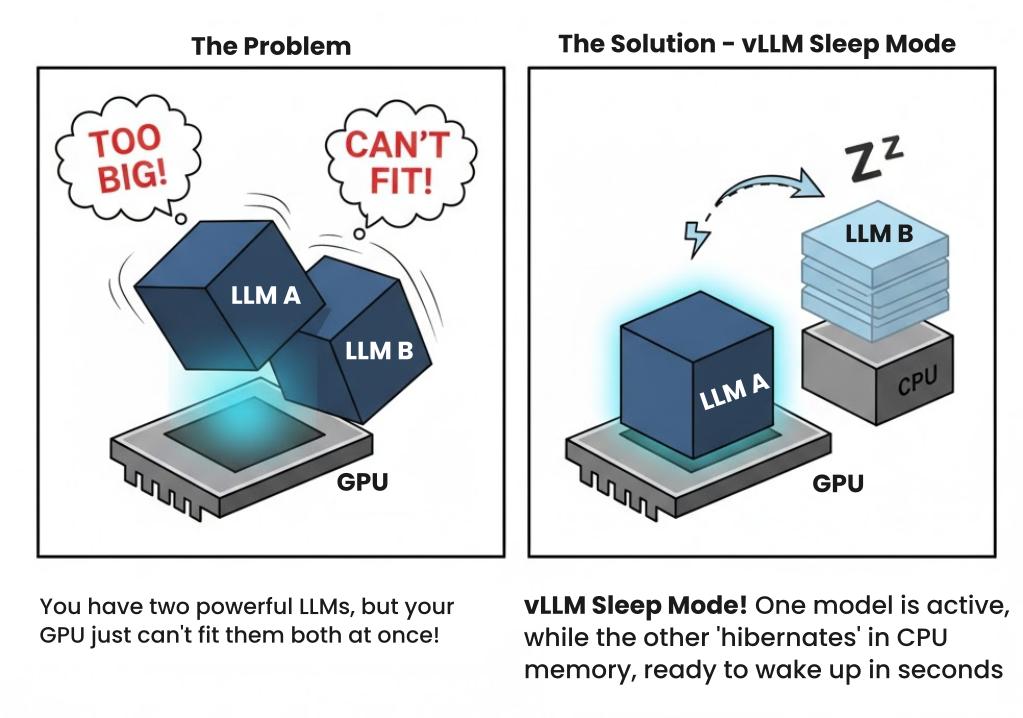 The Problem
TOO
BIG!
CAN'T
FIT!
LLM A
LLM B
GPU
You have two powerful LLMs, but your
GPU just can't fit them both at once!
The Solution - vLLM Sleep Mode
Z z
LLM B
LLM A
CPU
GPU
vLLM Sleep Mode! One model is active,
while the other 'hibernates' in CPU
memory, ready to wake up in seconds